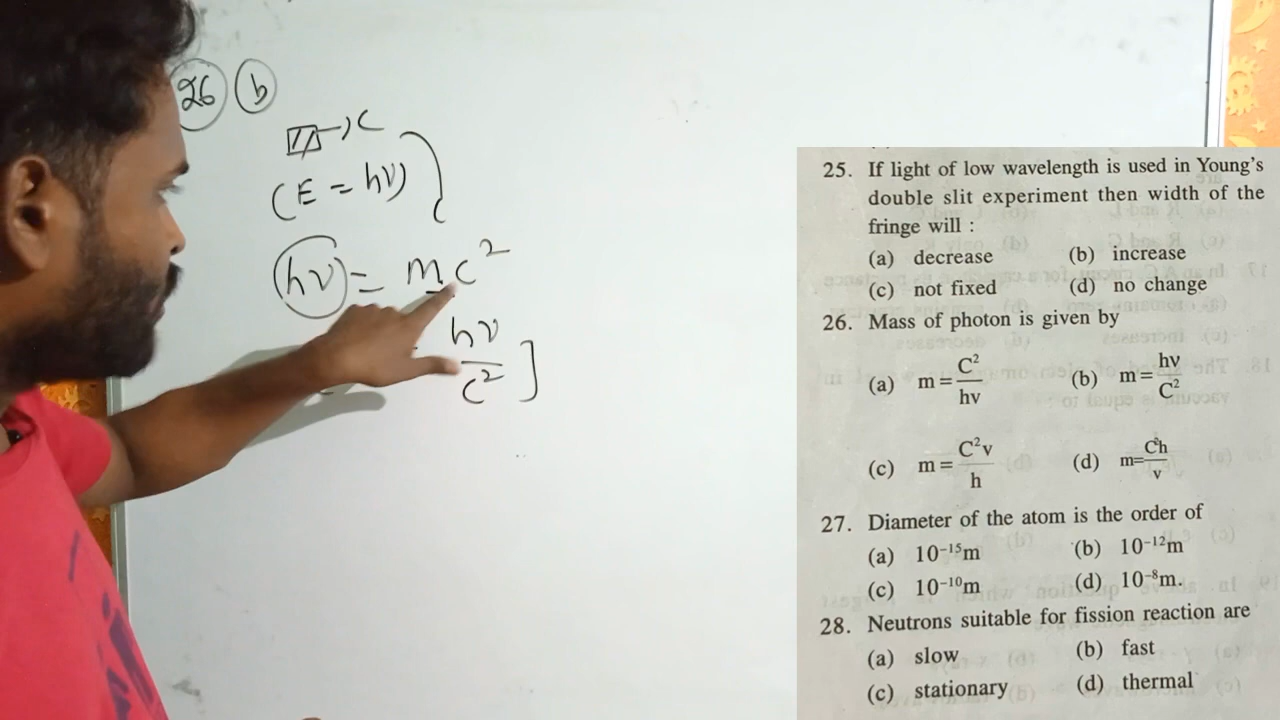 26 b
→ C
(E = hν)
hν = mc²
hν
c²
]
25. If light of low wavelength is used in Young's
double slit experiment then width of the
fringe will :
(a) decrease (b) increase
(c) not fixed (d) no change
26. Mass of photon is given by
(a) m = C²/hν (b) m = hν/C²
(c) m = C²v/h (d) m= Ch/v
27. Diameter of the atom is the order of
(a) 10⁻¹⁵m (b) 10⁻¹²m
(c) 10⁻¹⁰m (d) 10⁻⁸m.
28. Neutrons suitable for fission reaction are
(a) slow (b) fast
(c) stationary (d) thermal